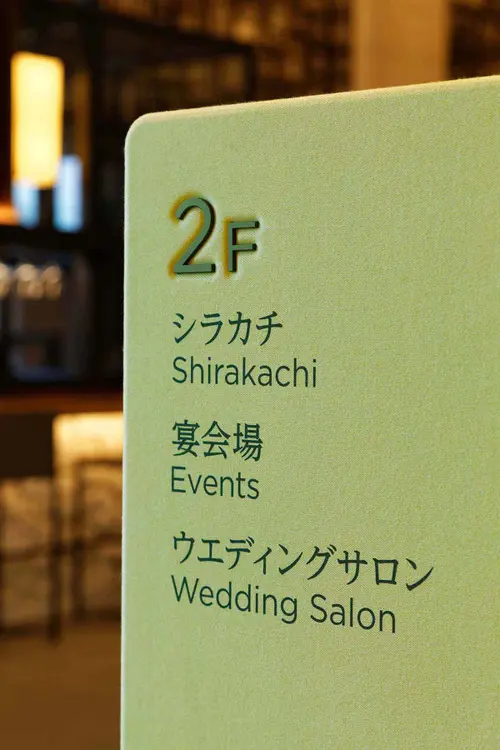 2F
シラカチ
Shirakachi
宴会場
Events
ウエディングサロン
Wedding Salon